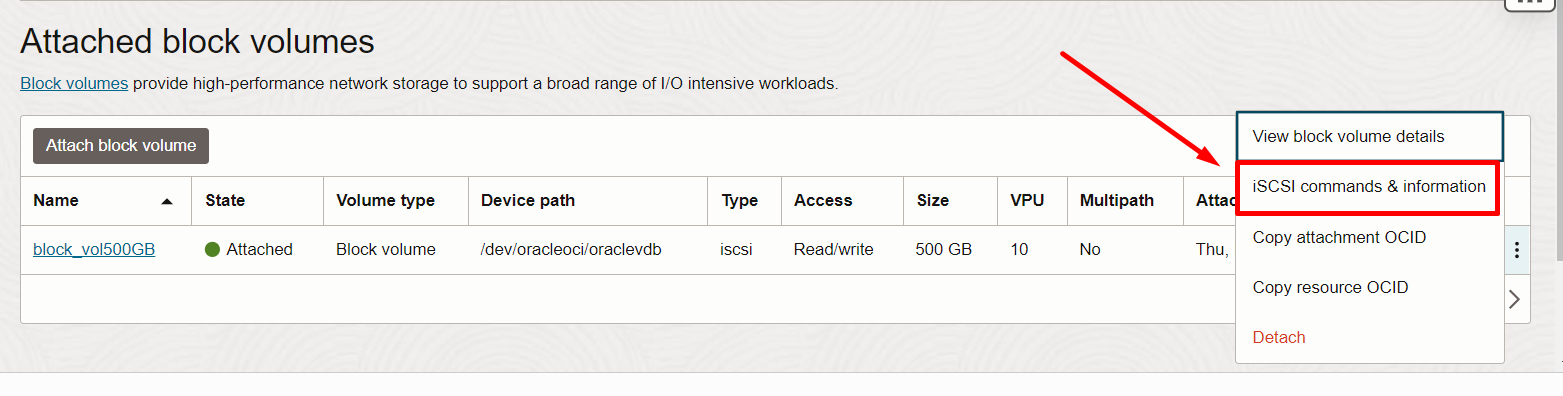 Attached block volumes
Block volumes provide high-performance network storage to support a broad range of I/O intensive workloads.
Attach block volume
View block volume details
iSCSI commands & information
Name State Volume type Device path Type Access Size VPU Multipath
Copy attachment OCID
block_vol500GB Attached Block volume /dev/oracleoci/oraclevdb iscsi Read/write 500 GB 10 No Thu,
Copy resource OCID
Detach